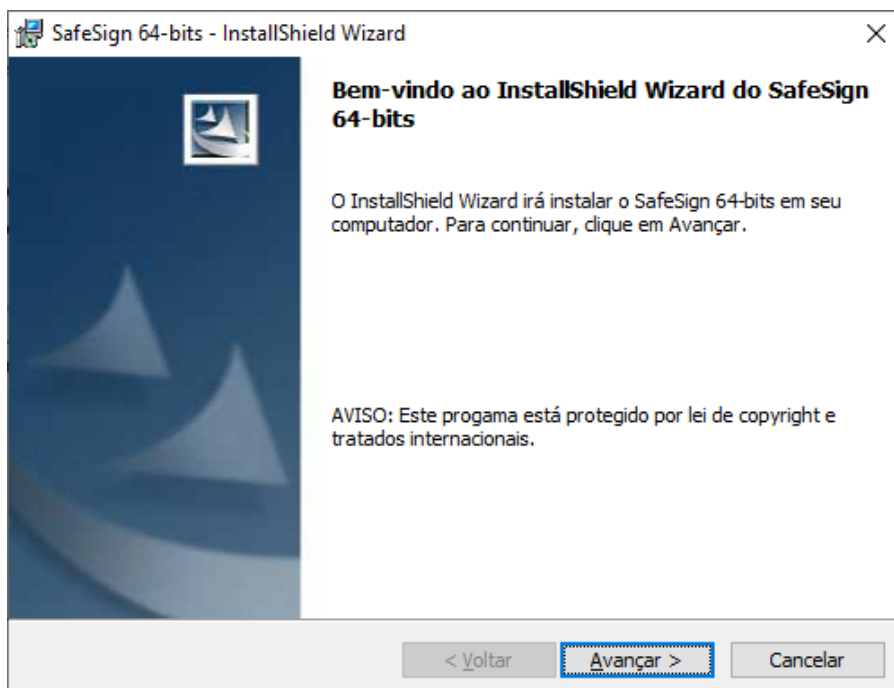 SafeSign 64-bits - InstallShield Wizard
Bem-vindo ao InstallShield Wizard do SafeSign
64-bits
O InstallShield Wizard irá instalar o SafeSign 64-bits em seu
computador. Para continuar, clique em Avançar.
AVISO: Este progama está protegido por lei de copyright e
tratados internacionais.
< Voltar
Avançar >
Cancelar